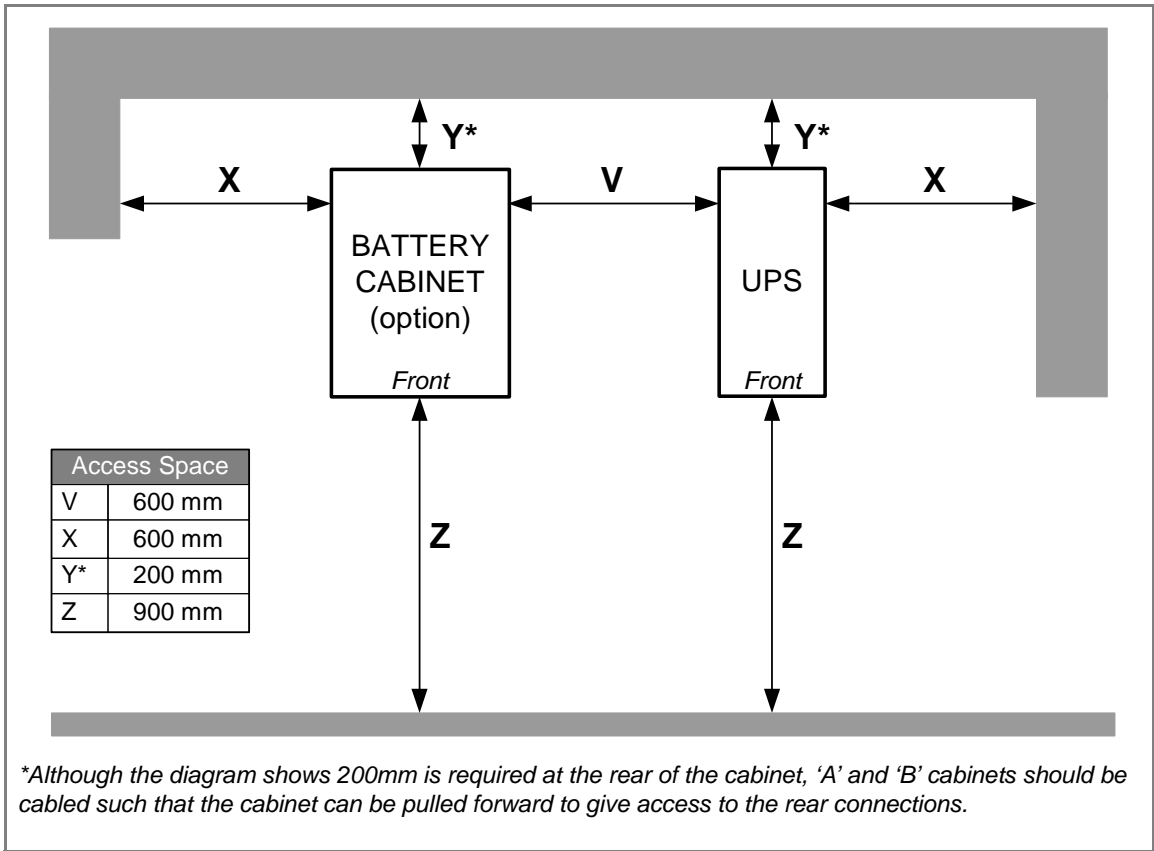 Y*
Y*
X
V
X
BATTERY
CABINET
(option)
Front
UPS
Front
Access Space
V 600 mm
X 600 mm
Y* 200 mm
Z 900 mm
Z
Z
*Although the diagram shows 200mm is required at the rear of the cabinet, ‘A’ and ‘B’ cabinets should be
cabled such that the cabinet can be pulled forward to give access to the rear connections.